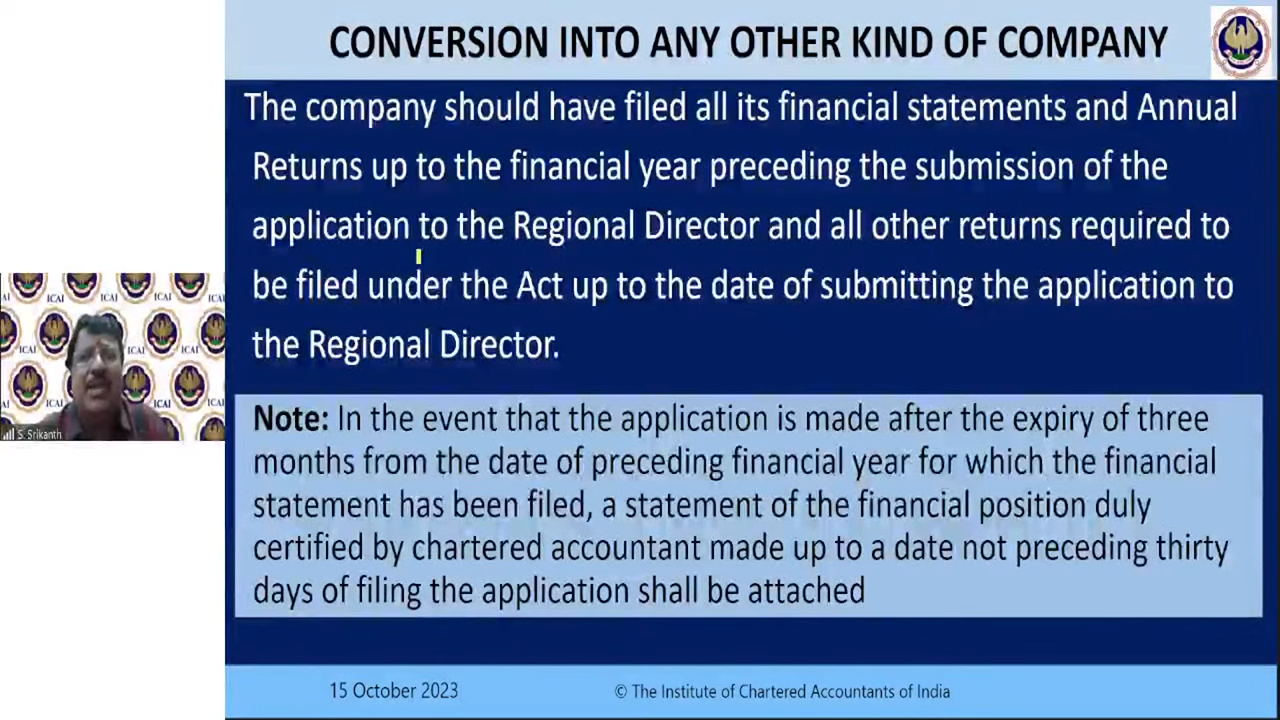 CONVERSION INTO ANY OTHER KIND OF COMPANY
The company should have filed all its financial statements and Annual
Returns up to the financial year preceding the submission of the
application to the Regional Director and all other returns required to
be filed under the Act up to the date of submitting the application to
the Regional Director.
Note: In the event that the application is made after the expiry of three
months from the date of preceding financial year for which the financial
statement has been filed, a statement of the financial position duly
certified by chartered accountant made up to a date not preceding thirty
days of filing the application shall be attached
ICAI
ICAI
ICAI
S. Srikanth
15 October 2023
© The Institute of Chartered Accountants of India